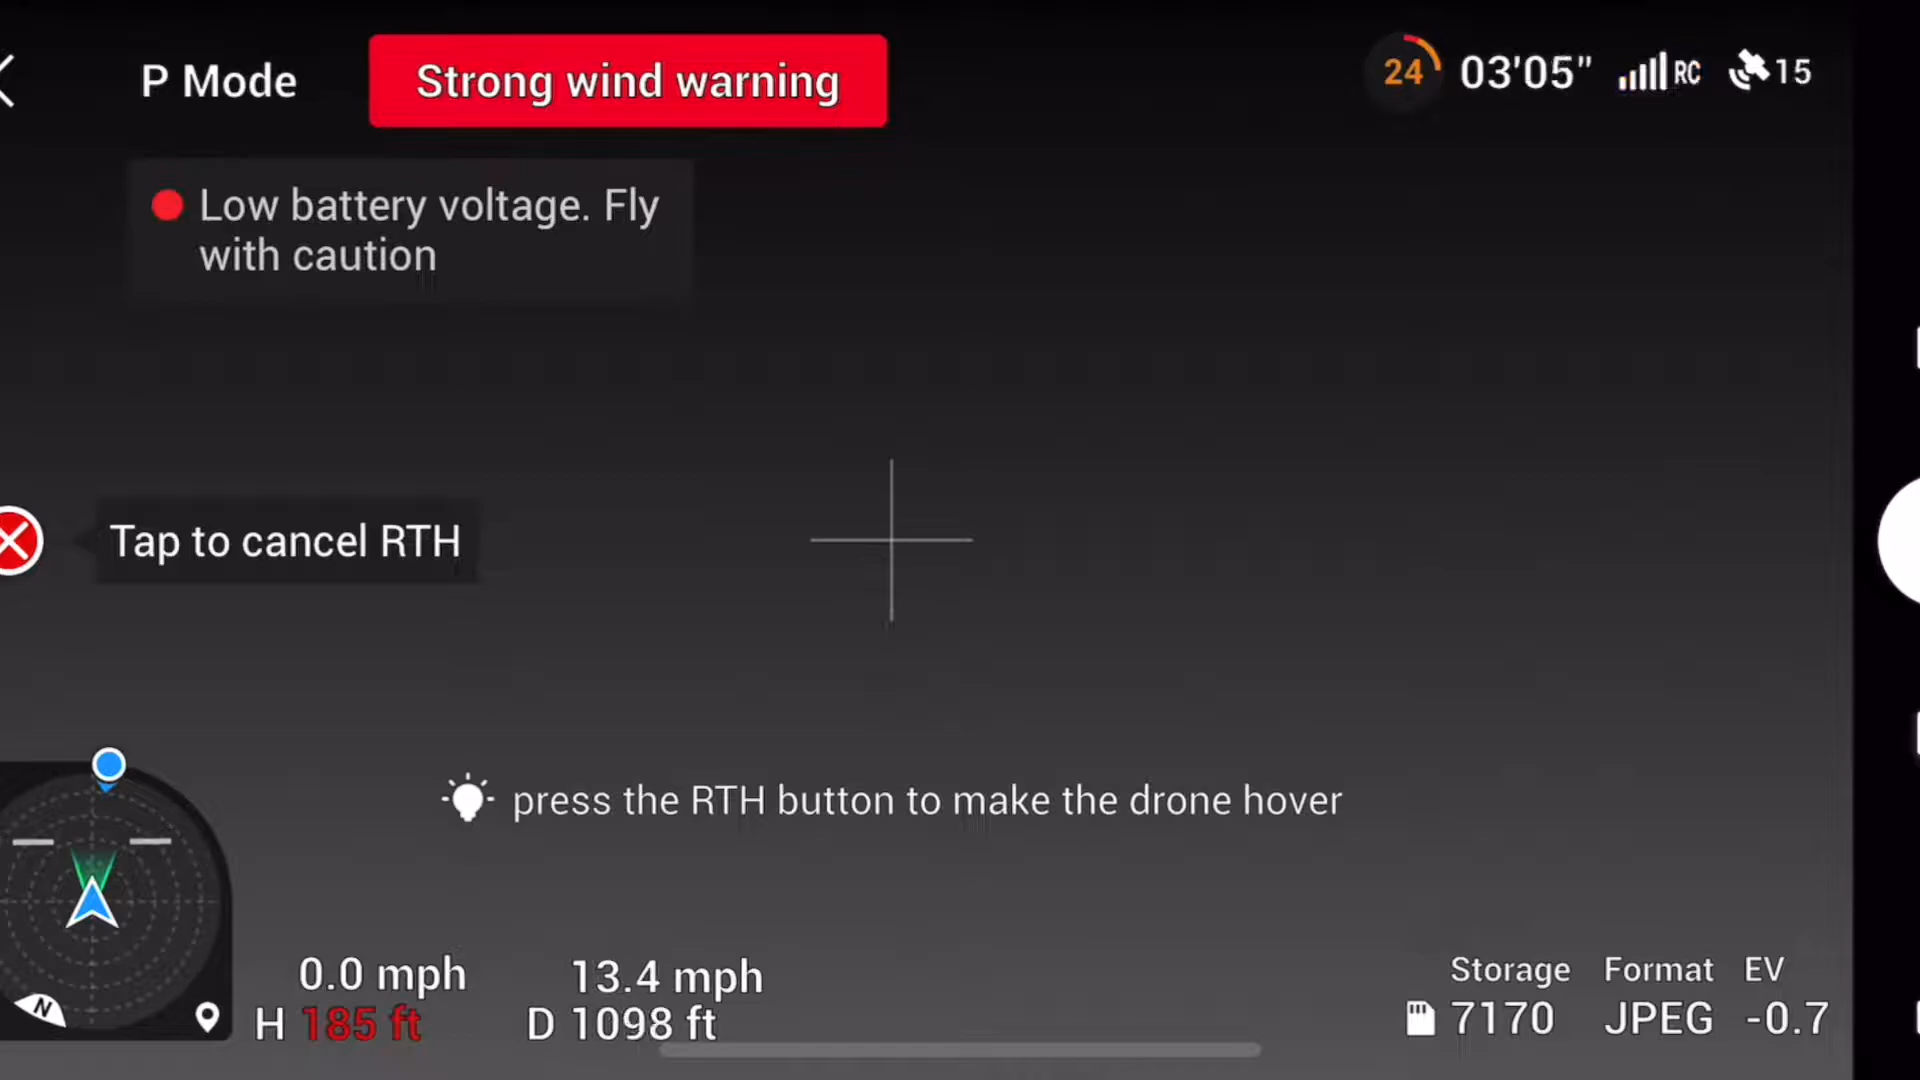 P Mode
Strong wind warning
24
03'05"
RC
15
Low battery voltage. Fly
with caution
Tap to cancel RTH
press the RTH button to make the drone hover
N
0.0 mph
13.4 mph
H 185 ft
D 1098 ft
Storage Format EV
7170 JPEG -0.7